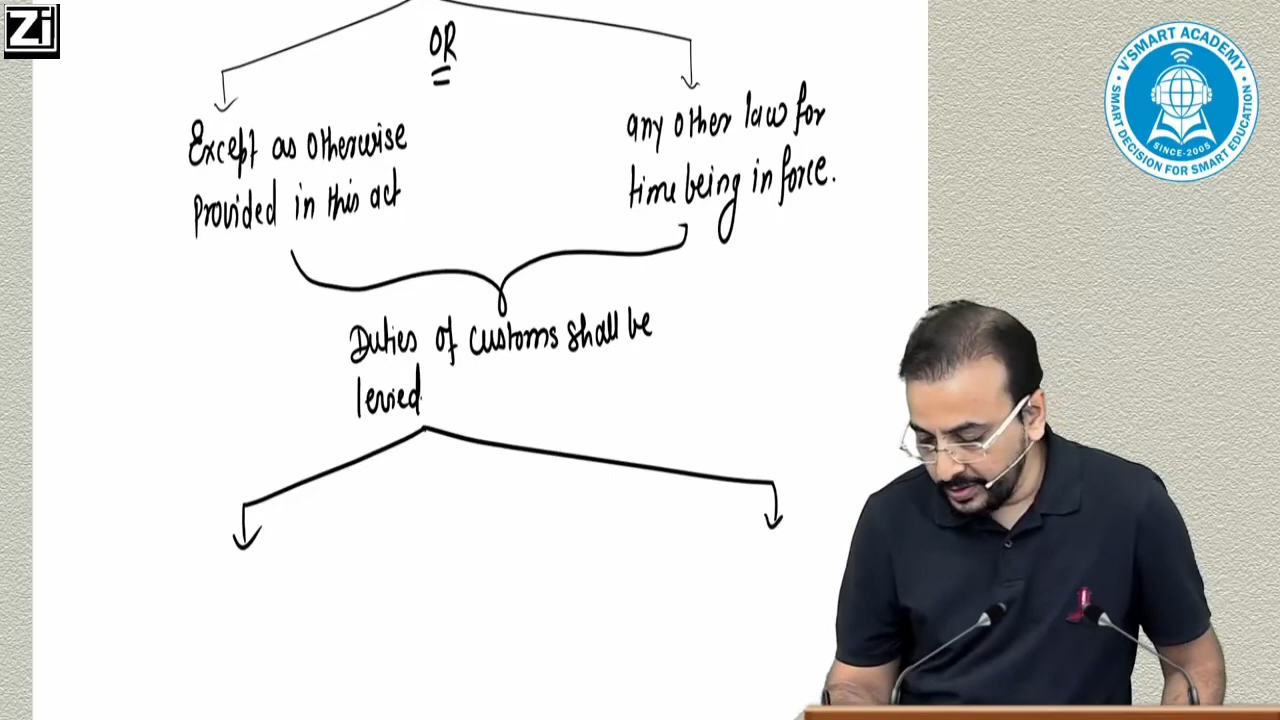 Zi
OR
Except as otherwise
provided in this act
any other law for
time being in force.
Duties of customs shall be
levied
V'SMART ACADEMY
SINCE-2005
SMART DECISION FOR SMART EDUCATION